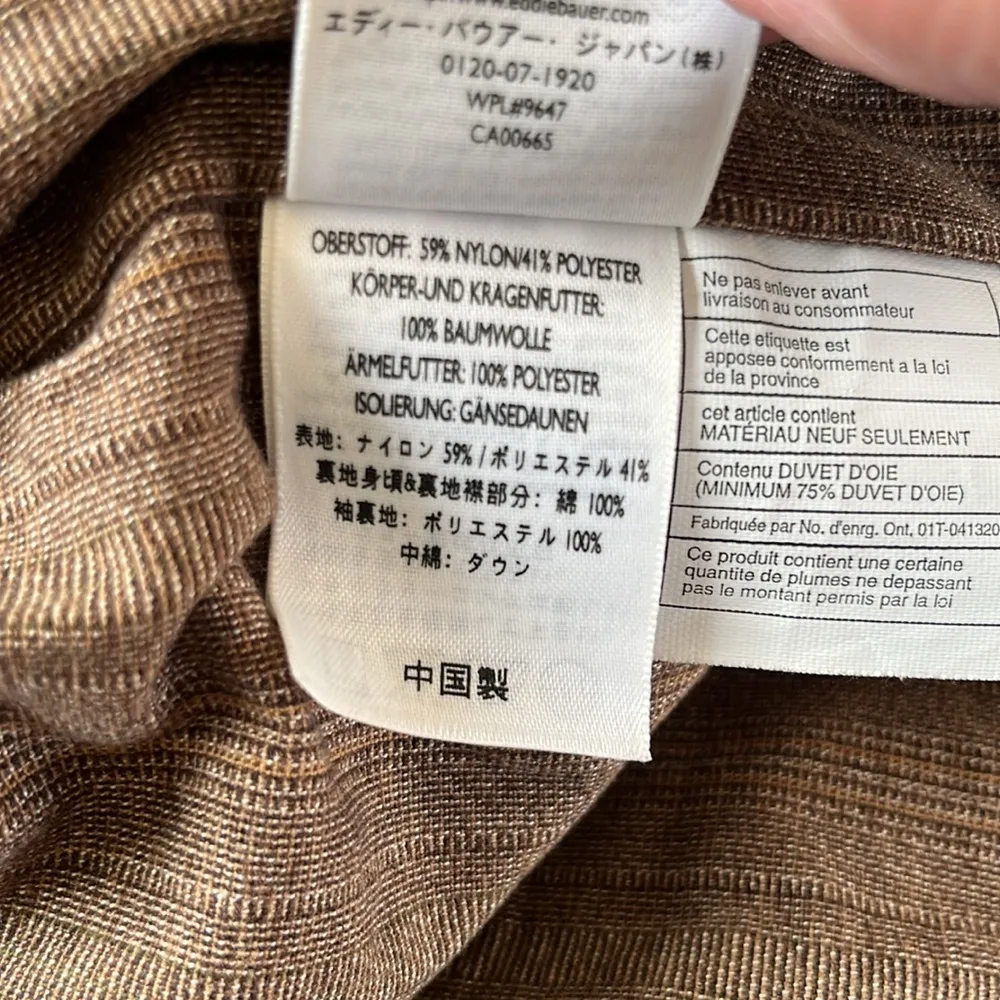 www.eddiebauer.com
エディー・バウアー・ジャパン(株)
0120-07-1920
WPL#9647
CA00665
OBERSTOFF: 59% NYLON/41% POLYESTER
KÖRPER-UND KRAGENFUTTER:
100% BAUMWOLLE
ÄRMELFUTTER: 100% POLYESTER
ISOLIERUNG: GÄNSEDAUNEN
表地: ナイロン 59% / ポリエステル 41%
裏地身頃&裏地襟部分: 綿 100%
袖裏地: ポリエステル 100%
中綿: ダウン
中国製
Ne pas enlever avant
livraison au consommateur
Cette etiquette est
apposee conformement a la loi
de la province
cet article contient
MATÉRIAU NEUF SEULEMENT
Contenu DUVET D'OIE
(MINIMUM 75% DUVET D'OIE)
Fabriquée par No. d'enrg. Ont. 01T-041320
Ce produit contient une certaine
quantite de plumes ne depassant
pas le montant permis par la loi